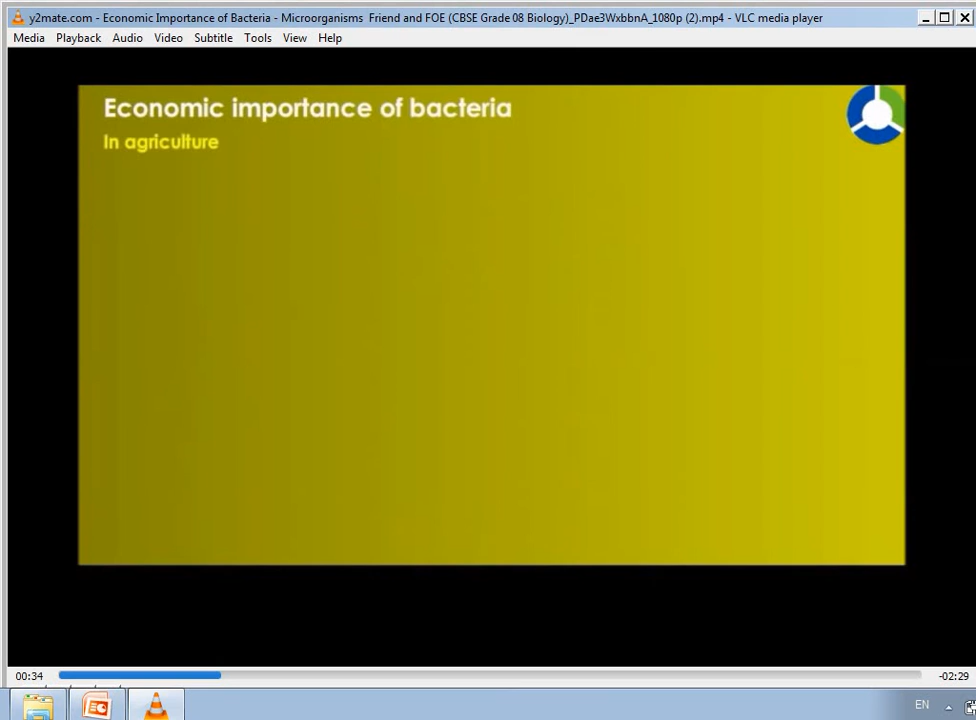 y2mate.com - Economic Importance of Bacteria - Microorganisms  Friend and FOE (CBSE Grade 08 Biology)_PDae3WxbbnA_1080p (2).mp4 - VLC media player
Media Playback Audio Video Subtitle Tools View Help
Economic importance of bacteria
In agriculture
00:34 -02:29
EN